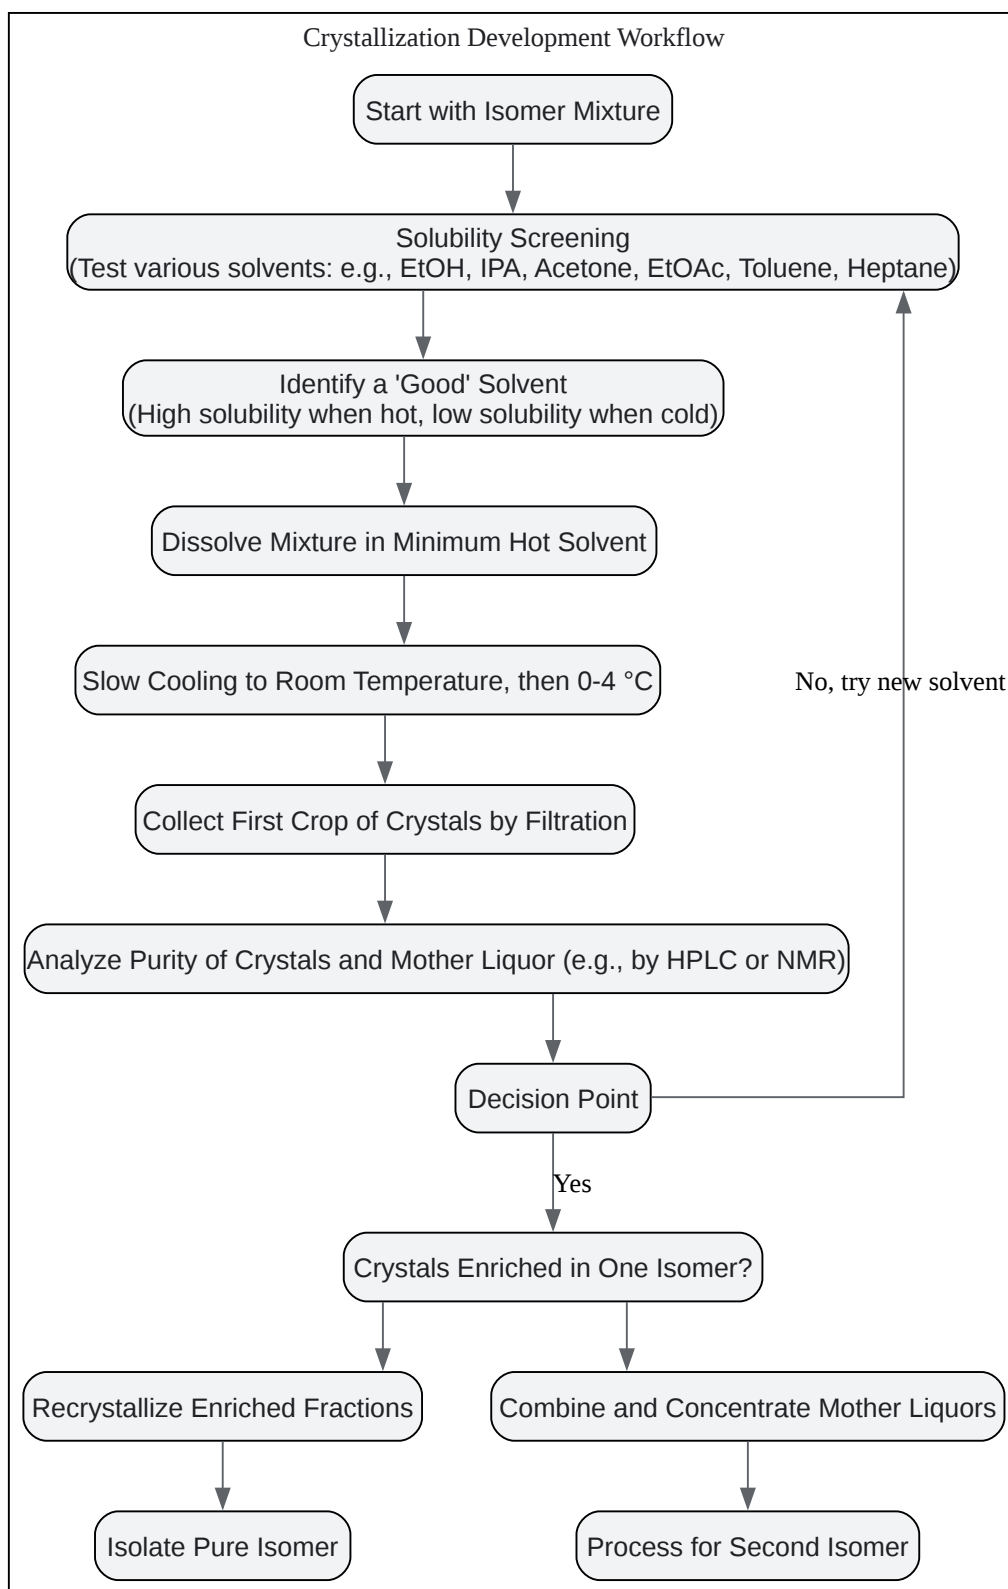 Crystallization Development Workflow
Start with Isomer Mixture
Solubility Screening
(Test various solvents: e.g., EtOH, IPA, Acetone, EtOAc, Toluene, Heptane)
Identify a 'Good' Solvent
(High solubility when hot, low solubility when cold)
Dissolve Mixture in Minimum Hot Solvent
Slow Cooling to Room Temperature, then 0-4 °C
No, try new solvent
Collect First Crop of Crystals by Filtration
Analyze Purity of Crystals and Mother Liquor (e.g., by HPLC or NMR)
Decision Point
Yes
Crystals Enriched in One Isomer?
Recrystallize Enriched Fractions
Combine and Concentrate Mother Liquors
Isolate Pure Isomer
Process for Second Isomer